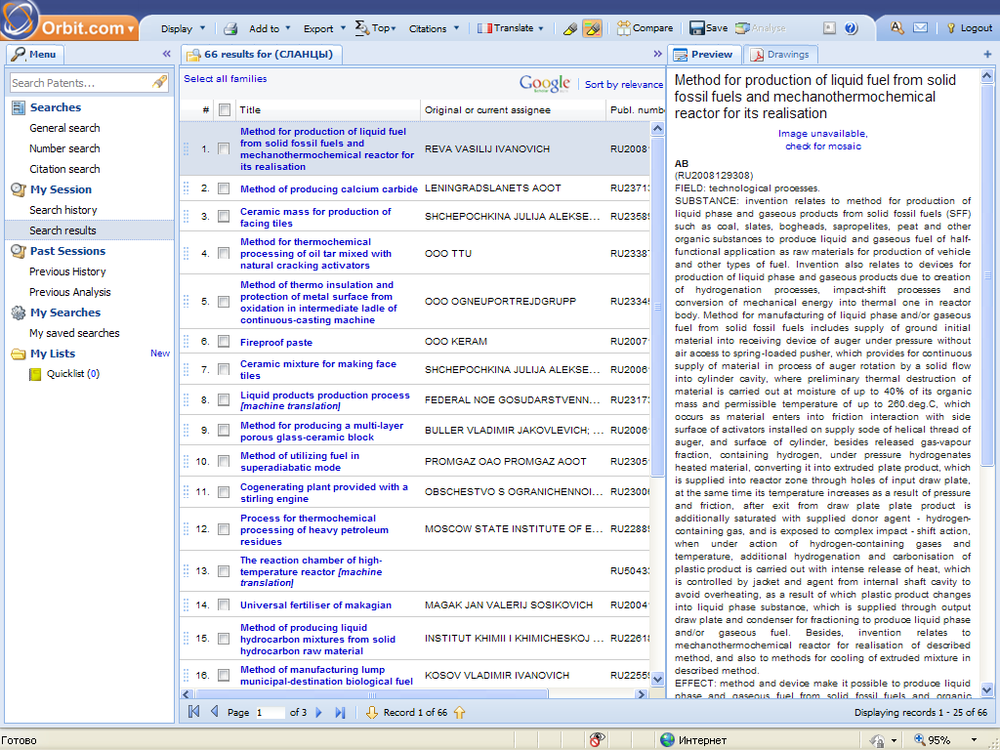 Orbit.com
Display
Add to
Export
Top
Citations
Translate
Compare
Save
Analyse
Logout
Menu
66 results for (СЛАНЦЫ)
Preview
Drawings
Search Patents...
Searches
General search
Number search
Citation search
My Session
Search history
Search results
Past Sessions
Previous History
Previous Analysis
My Searches
My saved searches
My Lists
New
Quicklist (0)
Select all families
Google
Sort by relevance
#
Title
Original or current assignee
Publ. numbe
1.
Method for production of liquid fuel
from solid fossil fuels and
mechanothermochemical reactor for
its realisation
REVA VASILIJ IVANOVICH
RU2008
2.
Method of producing calcium carbide
LENINGRADSLANETS AOOT
RU2371
3.
Ceramic mass for production of
facing tiles
SHCHEPOCHKINA JULIJA ALEKSE...
RU2358
4.
Method for thermochemical
processing of oil tar mixed with
natural cracking activators
OOO TTU
RU2338
5.
Method of thermo insulation and
protection of metal surface from
oxidation in intermediate ladle of
continuous-casting machine
OOO OGNEUPORTREJDGRUPP
RU2334
6.
Fireproof paste
OOO KERAM
RU2007
7.
Ceramic mixture for making face
tiles
SHCHEPOCHKINA JULIJA ALEKSE...
RU2006
8.
Liquid products production process
[machine translation]
FEDERAL NOE GOSUDARSTVENN...
RU2317
9.
Method for producing a multi-layer
porous glass-ceramic block
BULLER VLADIMIR JAKOVLEVICH;...
RU2006
10.
Method of utilizing fuel in
superadiabatic mode
PROMGAZ OAO PROMGAZ AOOT
RU2305
11.
Cogenerating plant provided with a
stirling engine
OBSCHESTVO S OGRANICHENNOI...
RU2300
12.
Process for thermochemical
processing of heavy petroleum
residues
MOSCOW STATE INSTITUTE OF E...
RU2288
13.
The reaction chamber of high-
temperature reactor [machine
translation]
RU5043
14.
Universal fertiliser of makagian
MAGAK JAN VALERIJ SOSIKOVICH
RU2004
15.
Method of producing liquid
hydrocarbon mixtures from solid
hydrocarbon raw material
INSTITUT KHIMII I KHIMICHESKOJ ...
RU2261
16.
Method of manufacturing lump
municipal-destination biological fuel
KOSOV VLADIMIR IVANOVICH
RU2255
Page 1 of 3
Record 1 of 66
Displaying records 1 - 25 of 66
Method for production of liquid fuel from solid
fossil fuels and mechanothermochemical
reactor for its realisation
Image unavailable,
check for mosaic
AB
(RU2008129308)
FIELD: technological processes.
SUBSTANCE: invention relates to method for production of
liquid phase and gaseous products from solid fossil fuels (SFF)
such as coal, slates, bogheads, sapropelites, peat and other
organic substances to produce liquid and gaseous fuel of half-
functional application as raw materials for production of vehicle
and other types of fuel. Invention also relates to devices for
production of liquid phase and gaseous products due to creation
of hydrogenation processes, impact-shift processes and
conversion of mechanical energy into thermal one in reactor
body. Method for manufacturing of liquid phase and/or gaseous
fuel from solid fossil fuels includes supply of ground initial
material into receiving device of auger under pressure without
air access to spring-loaded pusher, which provides for continuous
supply of material in process of auger rotation by a solid flow
into cylinder cavity, where preliminary thermal destruction of
material is carried out at moisture of up to 40% of its organic
mass and permissible temperature of up to 260.deg.C, which
occurs as material enters into friction interaction with side
surface of activators installed on supply sode of helical thread of
auger, and surface of cylinder, besides released gas-vapour
fraction, containing hydrogen, under pressure hydrogenates
heated material, converting it into extruded plate product, which
is supplied into reactor zone through holes of input draw plate,
at the same time its temperature increases as a result of pressure
and friction, after exit from draw plate plate product is
additionally saturated with supplied donor agent - hydrogen-
containing gas, and is exposed to complex impact - shift action,
when under action of hydrogen-containing gases and
temperature, additional hydrogenation and carbonisation of
plastic product is carried out with intense release of heat, which
is controlled by jacket and agent from internal shaft cavity to
avoid overheating, as a result of which plastic product changes
into liquid phase substance, which is supplied through output
draw plate and condenser for fractioning to produce liquid phase
and/or gaseous fuel. Besides, invention relates to
mechanothermochemical reactor for realisation of described
method, and also to methods for cooling of extruded mixture in
described method.
EFFECT: method and device make it possible to produce liquid
phase and gaseous fuel from solid fossil fuels and organic
Готово
Интернет
95%